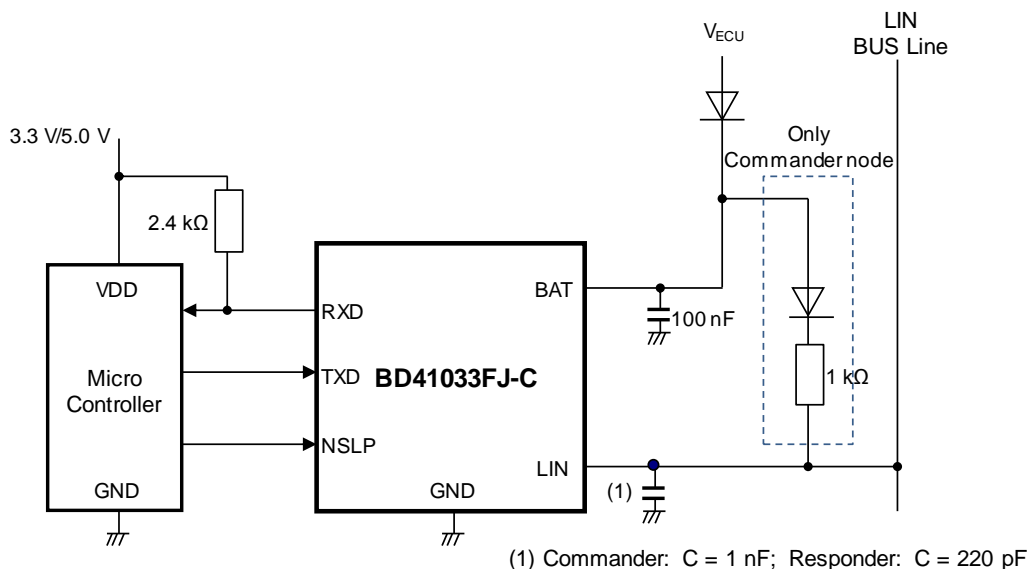 LIN
BUS Line
V_ECU
3.3 V/5.0 V
Only
Commander node
2.4 kΩ
VDD
RXD
BAT
100 nF
Micro
Controller
TXD
BD41033FJ-C
1 kΩ
NSLP
LIN
GND
GND
(1)
(1) Commander: C = 1 nF; Responder: C = 220 pF